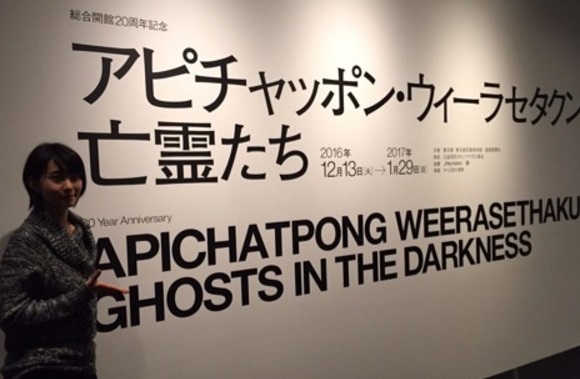 総合開館20周年記念
アピチャッポン・ウィーラセタクン
亡霊たち
2016年 2017年
12月13日[火]→1月29日[日]
20 Year Anniversary
APICHATPONG WEERASETHAKU
GHOSTS IN THE DARKNESS